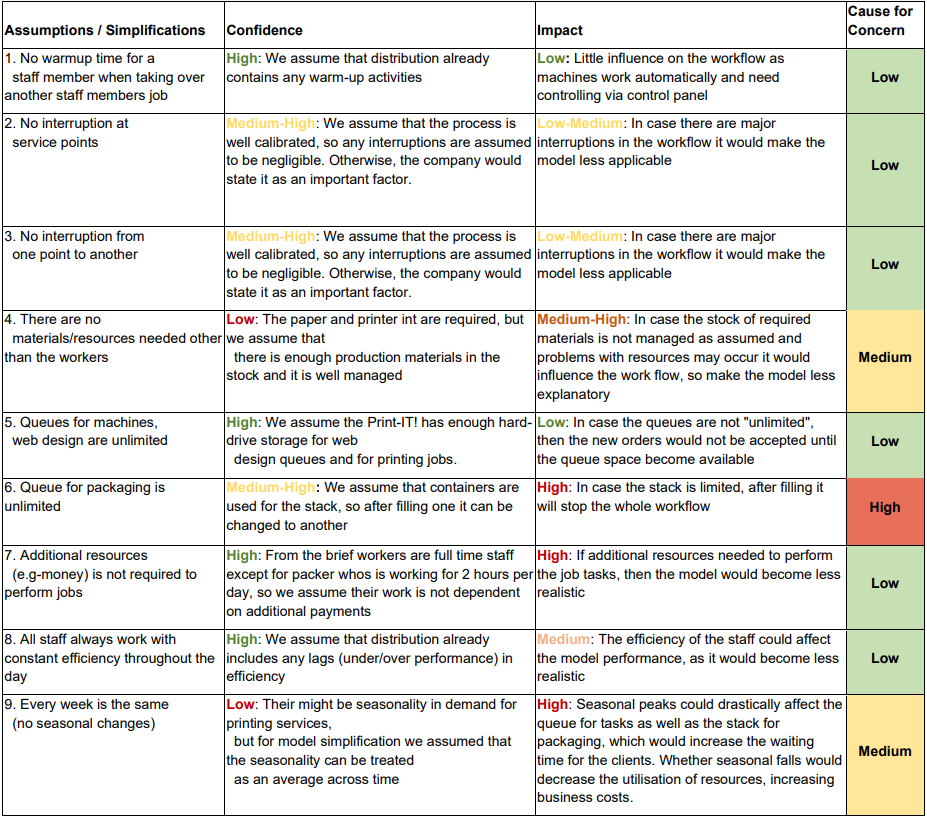 Assumptions / Simplifications
Confidence
Impact
Cause for
Concern
1. No warmup time for a
staff member when taking over
another staff members job
High: We assume that distribution already
contains any warm-up activities
Low: Little influence on the workflow as
machines work automatically and need
controlling via control panel
Low
2. No interruption at
service points
Medium-High: We assume that the process is
well calibrated, so any interruptions are assumed
to be negligible. Otherwise, the company would
state it as an important factor.
Low-Medium: In case there are major
interruptions in the workflow it would make the
model less applicable
Low
3. No interruption from
one point to another
Medium-High: We assume that the process is
well calibrated, so any interruptions are assumed
to be negligible. Otherwise, the company would
state it as an important factor.
Low-Medium: In case there are major
interruptions in the workflow it would make the
model less applicable
Low
4. There are no
materials/resources needed other
than the workers
Low: The paper and printer int are required, but
we assume that
there is enough production materials in the
stock and it is well managed
Medium-High: In case the stock of required
materials is not managed as assumed and
problems with resources may occur it would
influence the work flow, so make the model less
explanatory
Medium
5. Queues for machines,
web design are unlimited
High: We assume the Print-IT! has enough hard-
drive storage for web
design queues and for printing jobs.
Low: In case the queues are not "unlimited",
then the new orders would not be accepted until
the queue space become available
Low
6. Queue for packaging is
unlimited
Medium-High: We assume that containers are
used for the stack, so after filling one it can be
changed to another
High: In case the stack is limited, after filling it
will stop the whole workflow
High
7. Additional resources
(e.g-money) is not required to
perform jobs
High: From the brief workers are full time staff
except for packer whos is working for 2 hours per
day, so we assume their work is not dependent
on additional payments
High: If additional resources needed to perform
the job tasks, then the model would become less
realistic
Low
8. All staff always work with
constant efficiency throughout the
day
High: We assume that distribution already
includes any lags (under/over performance) in
efficiency
Medium: The efficiency of the staff could affect
the model performance, as it would become less
realistic
Low
9. Every week is the same
(no seasonal changes)
Low: Their might be seasonality in demand for
printing services,
but for model simplification we assumed that
the seasonality can be treated
as an average across time
High: Seasonal peaks could drastically affect the
queue for tasks as well as the stack for
packaging, which would increase the waiting
time for the clients. Whether seasonal falls would
decrease the utilisation of resources, increasing
business costs.
Medium